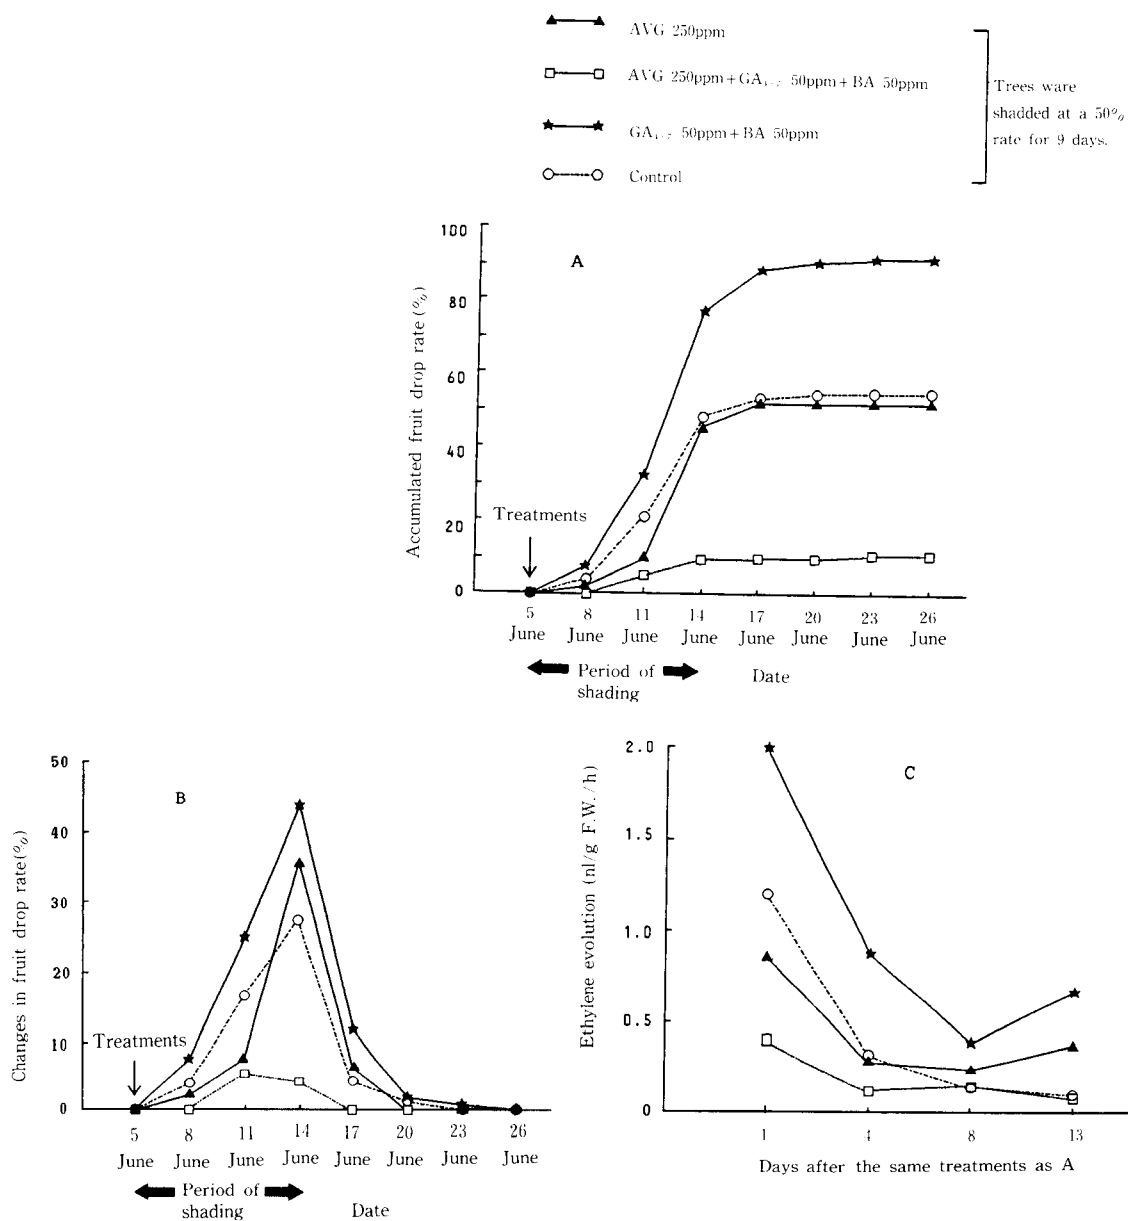 AVG 250ppm
AVG 250ppm+GA₄₊₇ 50ppm+BA 50ppm
GA₄₊₇ 50ppm+BA 50ppm
Control
Trees ware
shadded at a 50%
rate for 9 days.
A
Accumulated fruit drop rate(%)
100
80
60
40
20
0
Treatments
5 8 11 14 17 20 23 26
June June June June June June June June
Period of
shading
Date
B
Changes in fruit drop rate(%)
50
40
30
20
10
0
Treatments
5 8 11 14 17 20 23 26
June June June June June June June June
Period of
shading
Date
C
Ethylene evolution (nl/g F.W./h)
2.0
1.5
1.0
0.5
0
1 4 8 13
Days after the same treatments as A